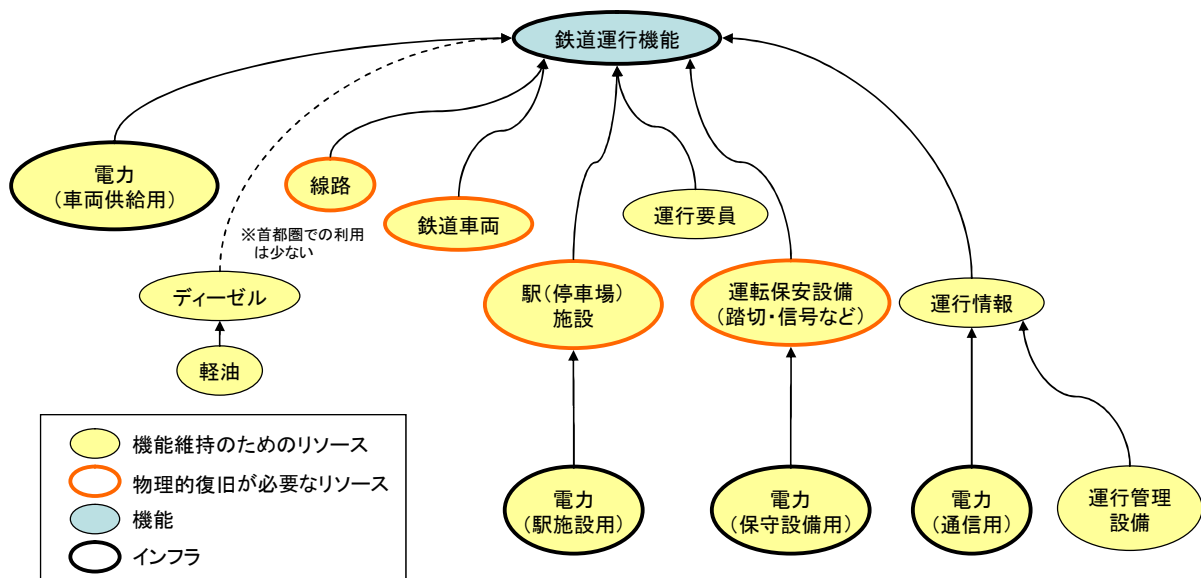 鉄道運行機能
電力
(車両供給用)
線路
鉄道車両
運行要員
※首都圏での利用
は少ない
ディーゼル
駅(停車場)
施設
運転保安設備
(踏切・信号など)
運行情報
軽油
機能維持のためのリソース
物理的復旧が必要なリソース
機能
インフラ
電力
(駅施設用)
電力
(保守設備用)
電力
(通信用)
運行管理
設備